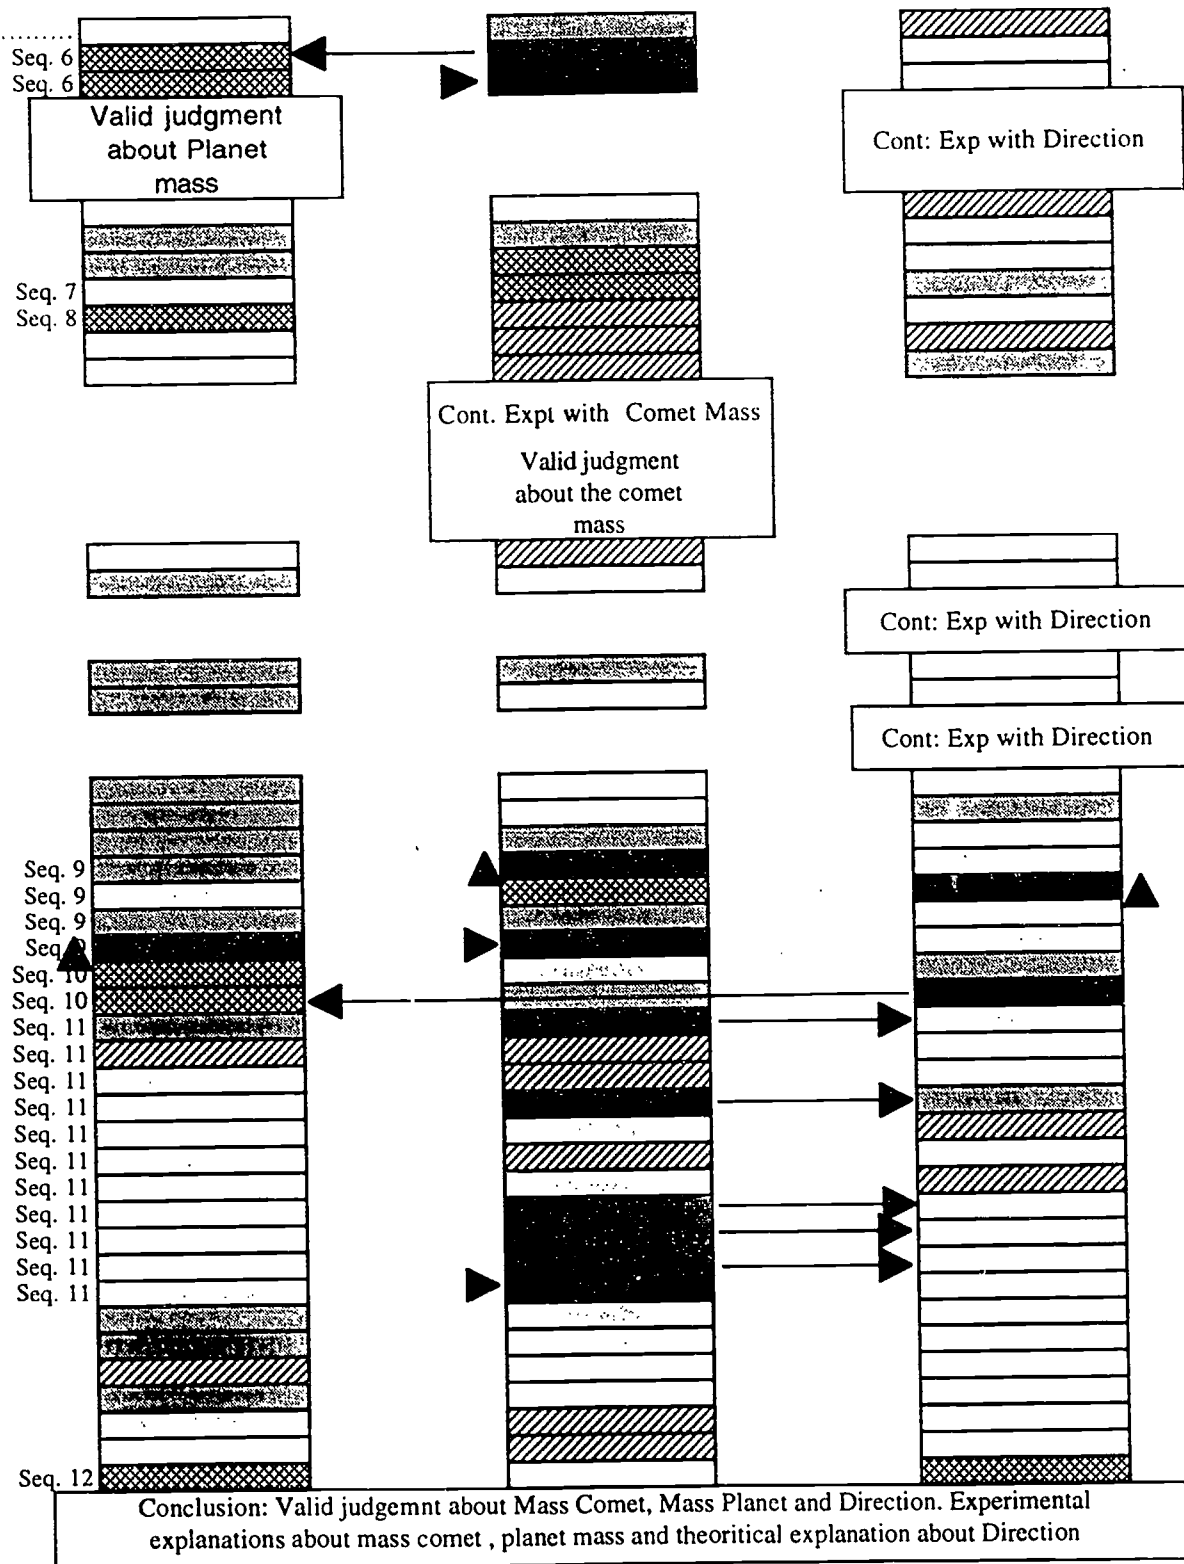 Seq. 6
Seq. 6
Valid judgment
about Planet
mass
Cont: Exp with Direction
Seq. 7
Seq. 8
Cont. Expt with Comet Mass
Valid judgment
about the comet
mass
Cont: Exp with Direction
Cont: Exp with Direction
Seq. 9
Seq. 9
Seq. 9
Seq. 9
Seq. 10
Seq. 10
Seq. 11
Seq. 11
Seq. 11
Seq. 11
Seq. 11
Seq. 11
Seq. 11
Seq. 11
Seq. 11
Seq. 11
Seq. 11
Seq. 12
Conclusion: Valid judgemnt about Mass Comet, Mass Planet and Direction. Experimental
explanations about mass comet , planet mass and theoritical explanation about Direction